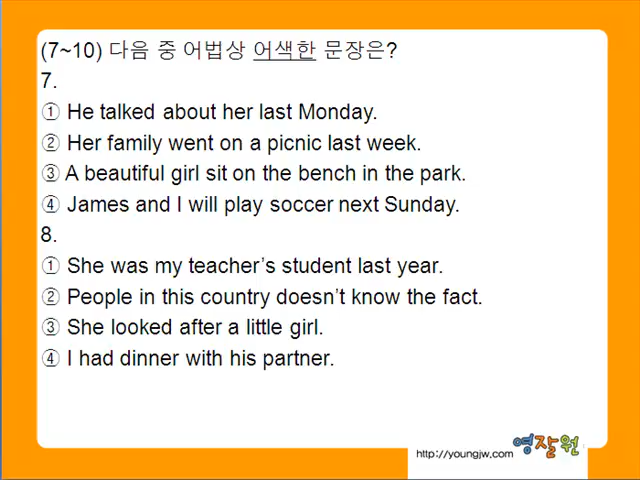 (7~10) 다음 중 어법상 어색한 문장은?
7.
① He talked about her last Monday.
② Her family went on a picnic last week.
③ A beautiful girl sit on the bench in the park.
④ James and I will play soccer next Sunday.
8.
① She was my teacher’s student last year.
② People in this country doesn’t know the fact.
③ She looked after a little girl.
④ I had dinner with his partner.
http://youngjw.com 영잘원